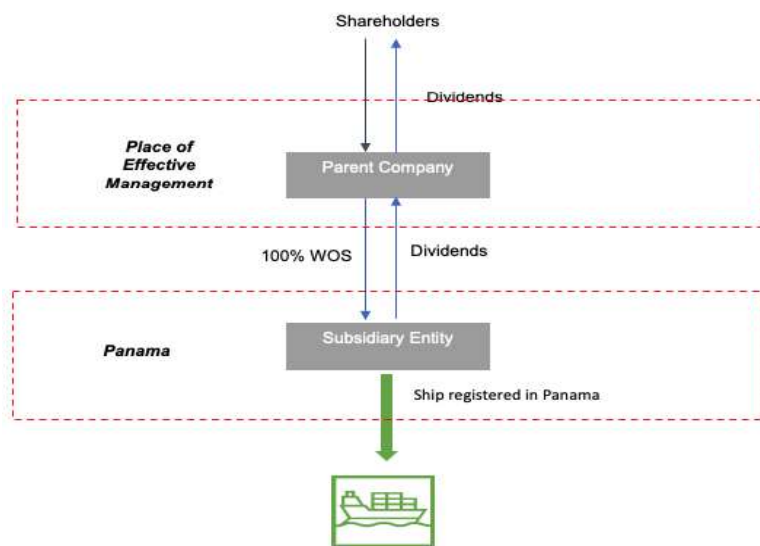 Shareholders
Dividends
Place of
Effective
Management
Parent Company
100% WOS
Dividends
Panama
Subsidiary Entity
Ship registered in Panama